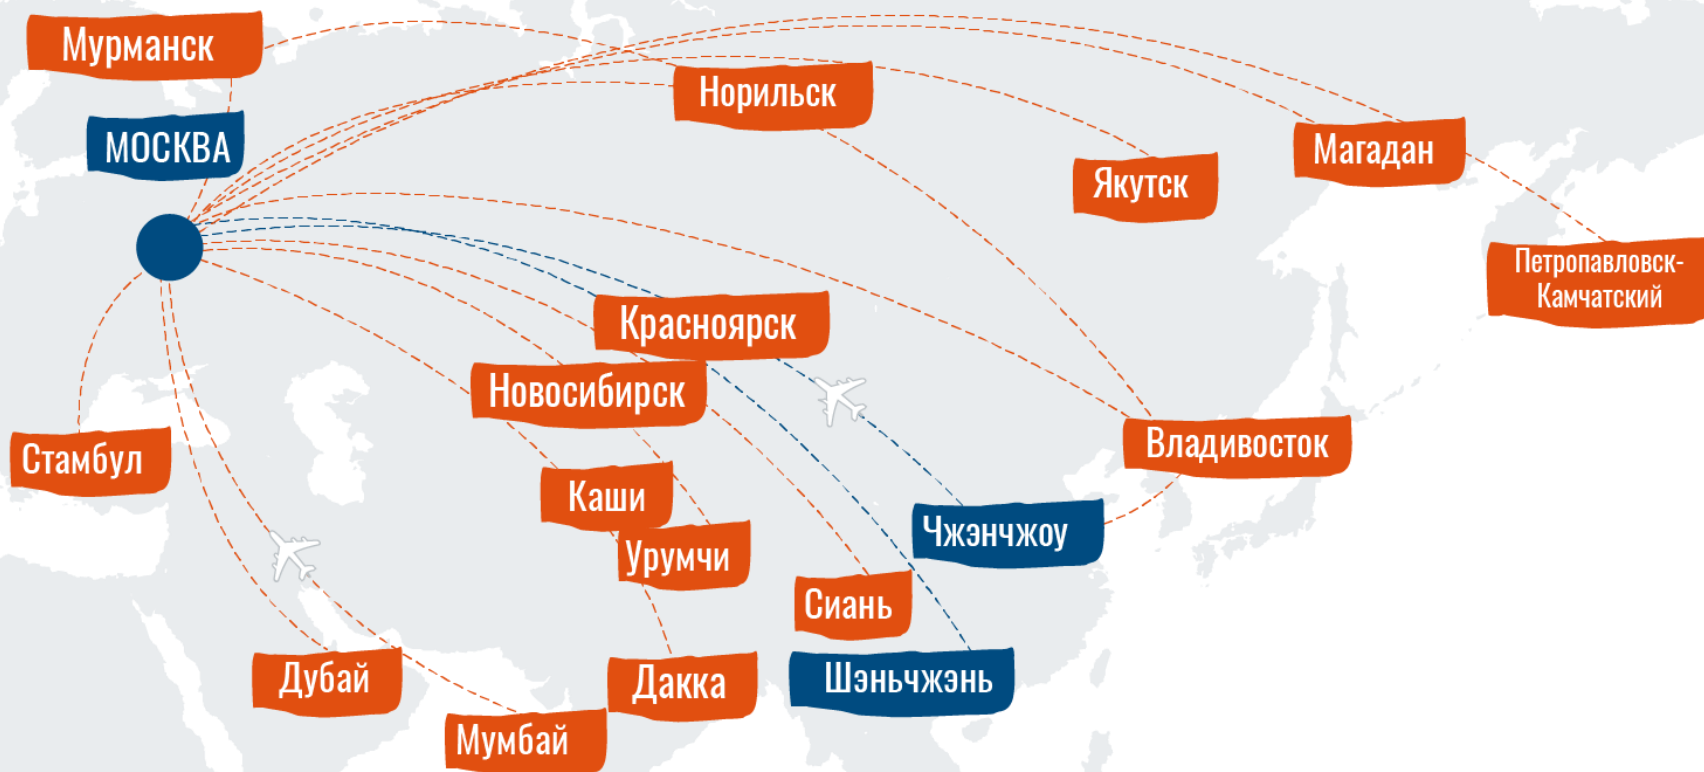 Мурманск
Норильск
МОСКВА
Магадан
Якутск
Петропавловск-
Камчатский
Красноярск
Новосибирск
Владивосток
Стамбул
Каши
Чжэнчжоу
Урумчи
Сиань
Дубай
Дакка
Шэньчжэнь
Мумбай